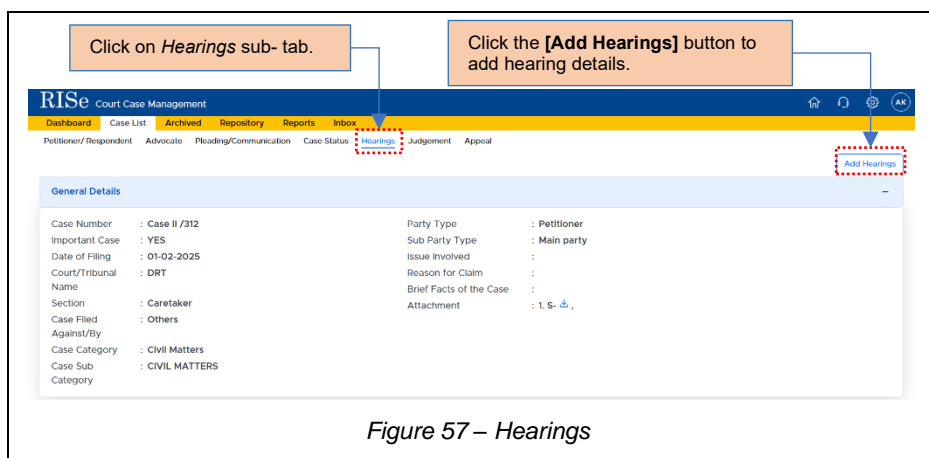 Click on Hearings sub- tab.
Click the [Add Hearings] button to
add hearing details.
RISe Court Case Management
AK
Dashboard Case List Archived Repository Reports Inbox
Petitioner/ Respondent Advocate Pleading/Communication Case Status Hearings Judgement Appeal
Add Hearings
General Details –
Case Number : Case II /312
Important Case : YES
Date of Filing : 01-02-2025
Court/Tribunal : DRT
Name
Section : Caretaker
Case Filed : Others
Against/By
Case Category : Civil Matters
Case Sub : CIVIL MATTERS
Category
Party Type : Petitioner
Sub Party Type : Main party
Issue Involved :
Reason for Claim :
Brief Facts of the Case :
Attachment : 1. S- ,
Figure 57 – Hearings